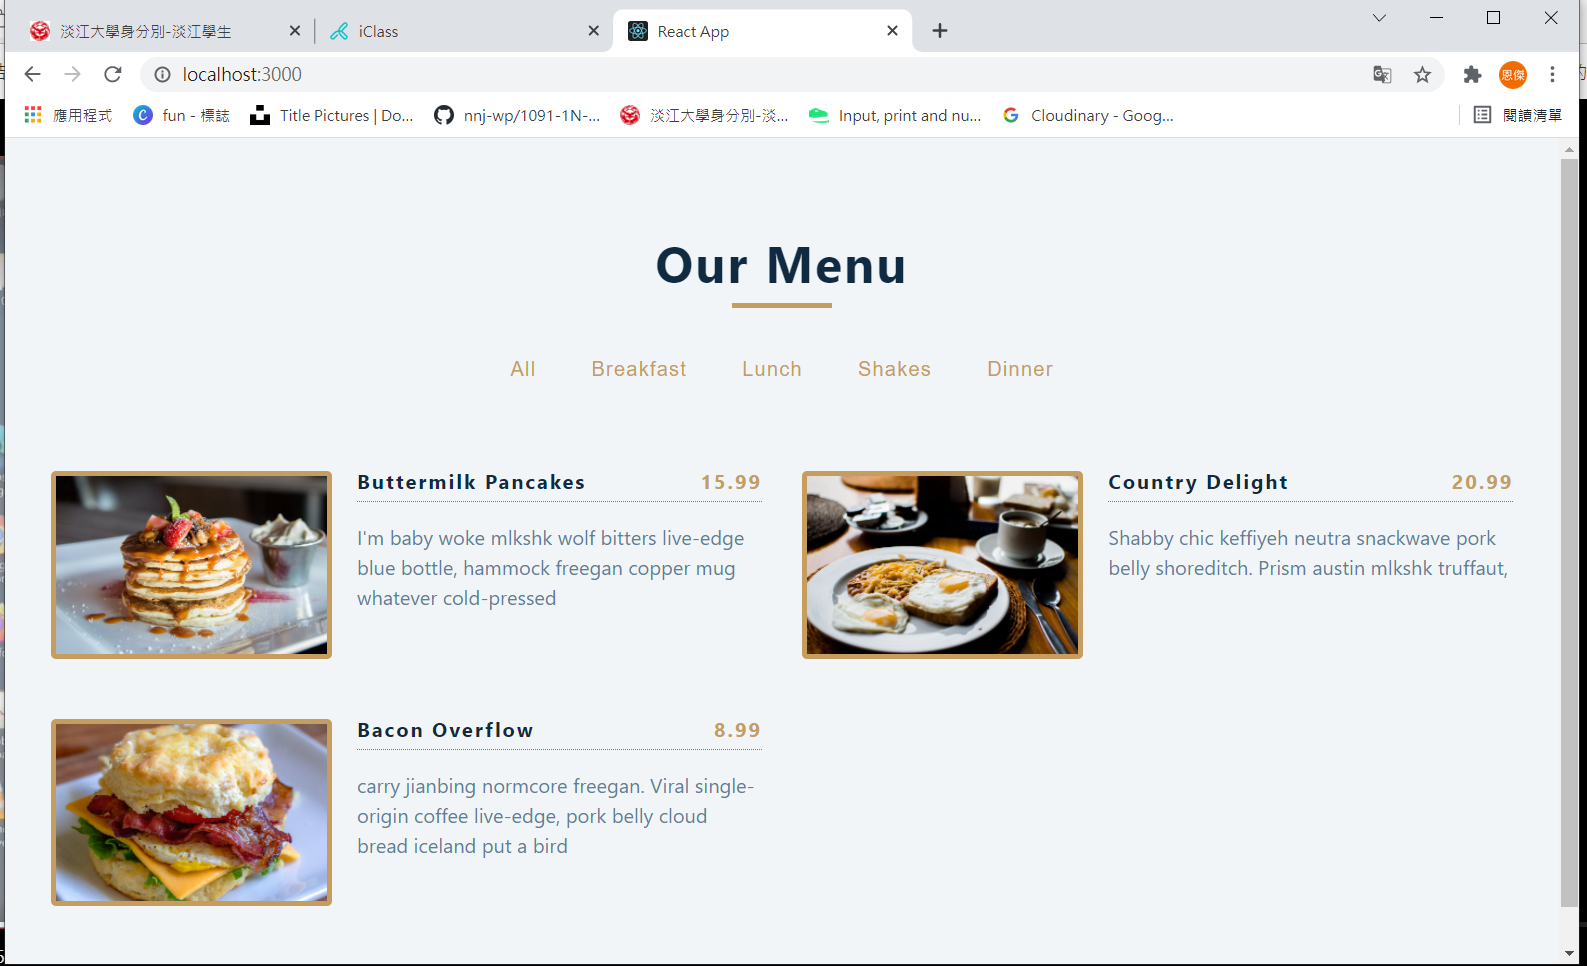 淡江大學身分別-淡江學生
iClass
React App
localhost:3000
恩傑
應用程式
fun - 標誌
Title Pictures | Do...
nnj-wp/1091-1N-...
淡江大學身分別-淡...
Input, print and nu...
Cloudinary - Goog...
閱讀清單
Our Menu
All Breakfast Lunch Shakes Dinner
Buttermilk Pancakes 15.99
I'm baby woke mlkshk wolf bitters live-edge
blue bottle, hammock freegan copper mug
whatever cold-pressed
Country Delight 20.99
Shabby chic keffiyeh neutra snackwave pork
belly shoreditch. Prism austin mlkshk truffaut,
Bacon Overflow 8.99
carry jianbing normcore freegan. Viral single-
origin coffee live-edge, pork belly cloud
bread iceland put a bird